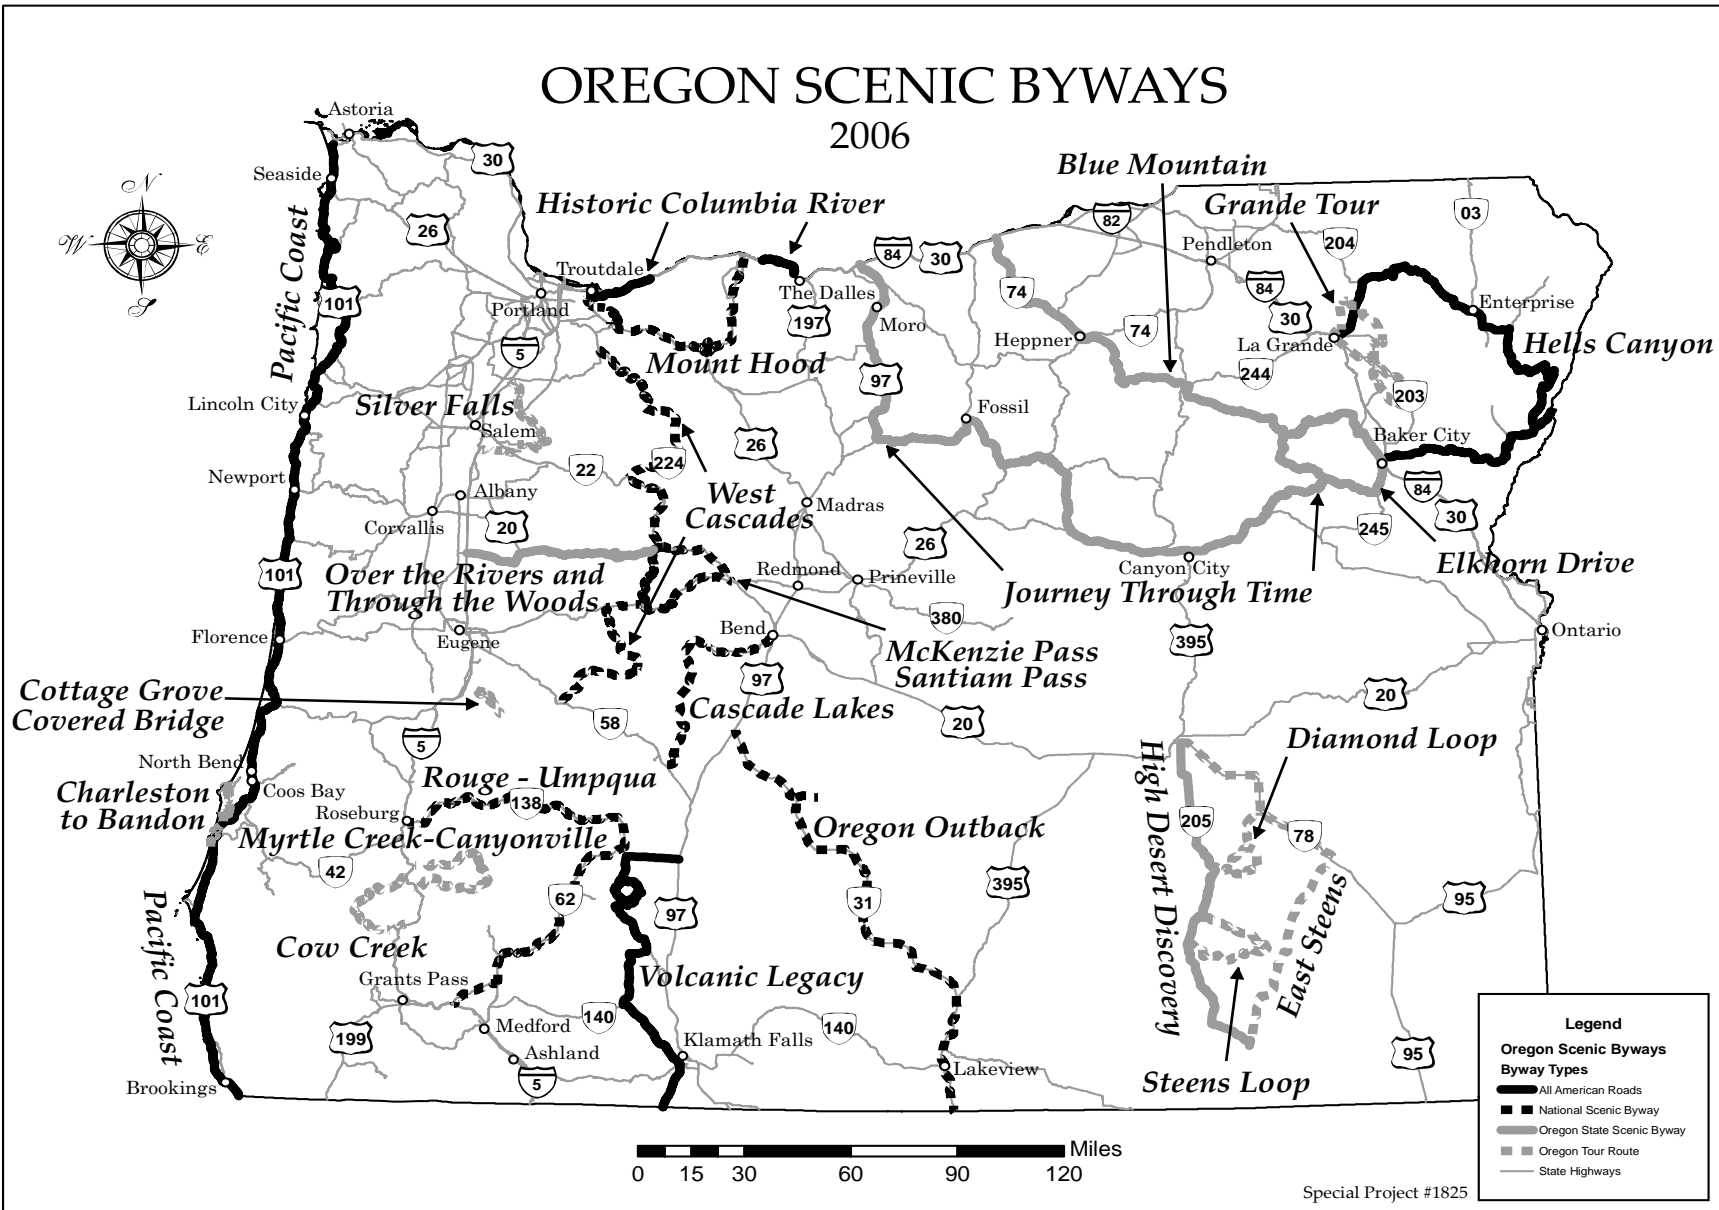 OREGON SCENIC BYWAYS
2006
Astoria
30
Blue Mountain
Seaside
Historic Columbia River
82
Grande Tour
03
N
W
E
S
26
84
30
Pendleton
204
Pacific Coast
Troutdale
The Dalles
74
84
Enterprise
101
Portland
197
Moro
30
5
Heppner
74
La Grande
Hells Canyon
Mount Hood
97
244
203
Lincoln City
Silver Falls
Salem
Fossil
Baker City
26
22
224
Newport
Albany
West
Cascades
Madras
84
30
Corvallis
20
26
245
101
Over the Rivers and
Through the Woods
Redmond
Prineville
Canyon City
Elkhorn Drive
Journey Through Time
380
Florence
Eugene
Bend
395
Ontario
McKenzie Pass
Santiam Pass
97
Cottage Grove
Covered Bridge
58
Cascade Lakes
20
20
5
Diamond Loop
North Bend
Rouge - Umpqua
Charleston
to Bandon
Coos Bay
Roseburg
138
High Desert Discovery
205
78
Myrtle Creek-Canyonville
Oregon Outback
42
62
97
31
395
95
Pacific Coast
East Steens
Cow Creek
Grants Pass
Volcanic Legacy
101
199
Medford
140
140
Klamath Falls
95
Ashland
Lakeview
5
Steens Loop
Brookings
Legend
Oregon Scenic Byways
Byway Types
All American Roads
National Scenic Byway
Oregon State Scenic Byway
Oregon Tour Route
State Highways
Miles
0 15 30 60 90 120
Special Project #1825